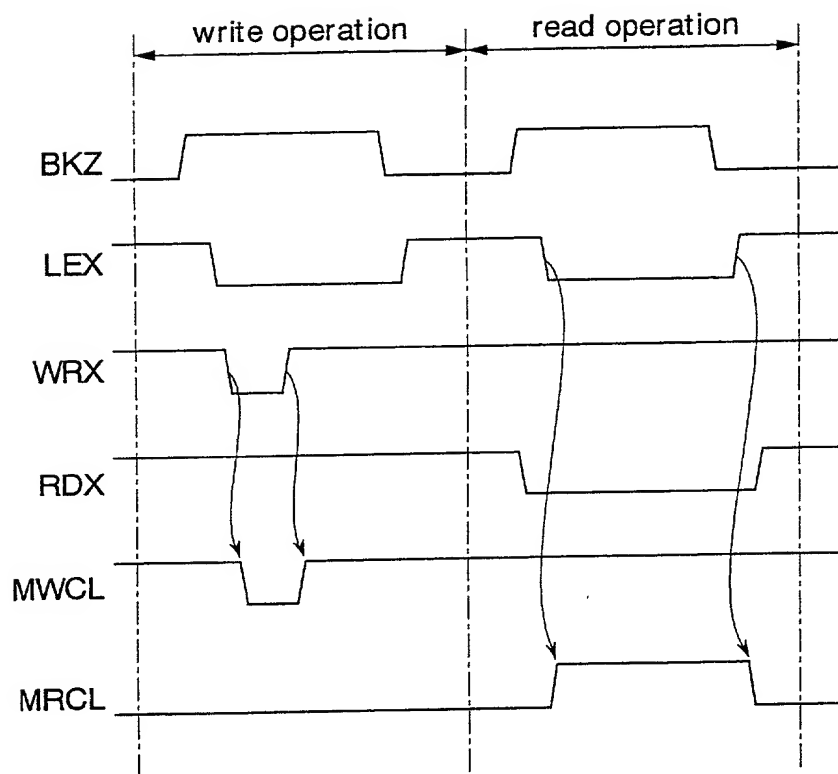 write operation read operation
BKZ
LEX
WRX
RDX
MWCL
MRCL